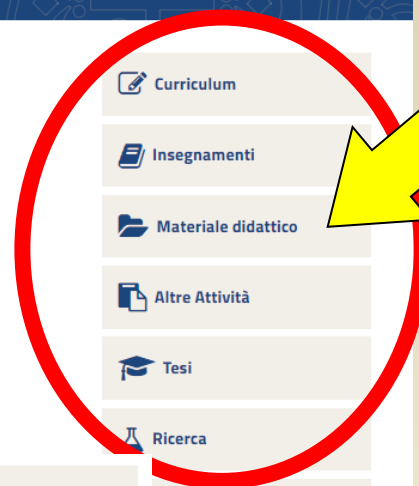 Curriculum
Insegnamenti
Materiale didattico
Altre Attività
Tesi
Ricerca